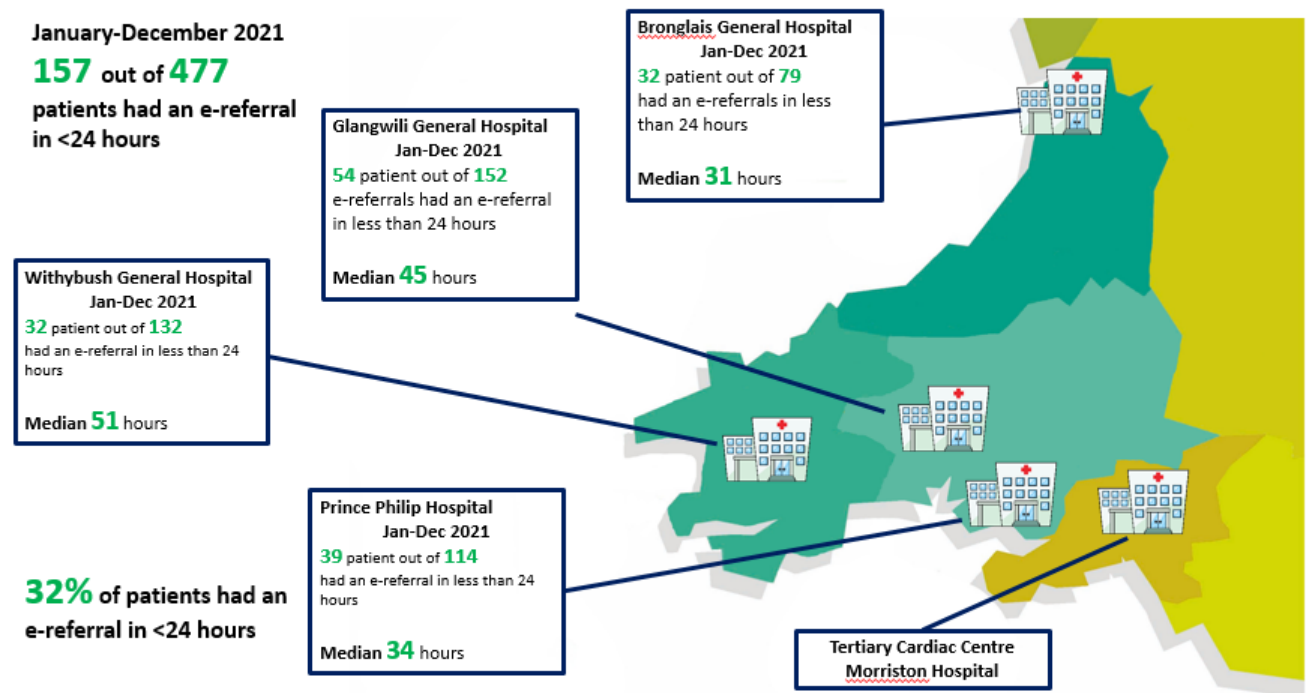 January-December 2021
157 out of 477
patients had an e-referral
in <24 hours
Bronglais General Hospital
Jan-Dec 2021
32 patient out of 79
had an e-referrals in less
than 24 hours
Median 31 hours
Glangwili General Hospital
Jan-Dec 2021
54 patient out of 152
e-referrals had an e-referral
in less than 24 hours
Median 45 hours
Withybush General Hospital
Jan-Dec 2021
32 patient out of 132
had an e-referral in less than 24
hours
Median 51 hours
Prince Philip Hospital
Jan-Dec 2021
39 patient out of 114
had an e-referral in less than 24
hours
Median 34 hours
32% of patients had an
e-referral in <24 hours
Tertiary Cardiac Centre
Morriston Hospital